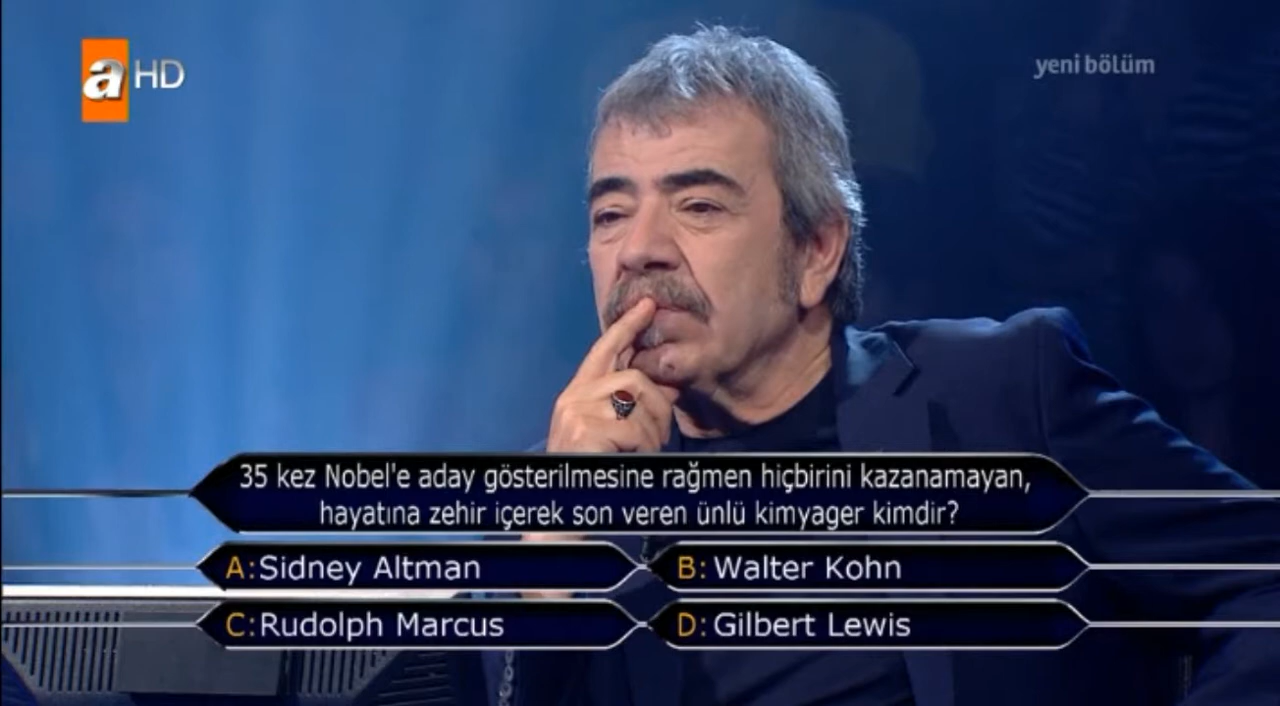 a HD
yeni bölüm
35 kez Nobel'e aday gösterilmesine rağmen hiçbirini kazanamayan,
hayatına zehir içerek son veren ünlü kimyager kimdir?
A: Sidney Altman
B: Walter Kohn
C: Rudolph Marcus
D: Gilbert Lewis